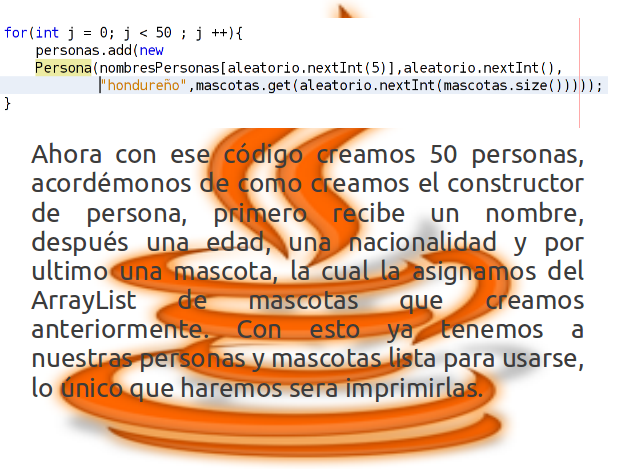 for(int j = 0; j < 50 ; j ++){
personas.add(new
Persona(nombresPersonas[aleatorio.nextInt(5)],aleatorio.nextInt(),
"hondureño",mascotas.get(aleatorio.nextInt(mascotas.size()))));
}
Ahora con ese código creamos 50 personas,
acordémonos de como creamos el constructor
de persona, primero recibe un nombre,
después una edad, una nacionalidad y por
ultimo una mascota, la cual la asignamos del
ArrayList de mascotas que creamos
anteriormente. Con esto ya tenemos a
nuestras personas y mascotas lista para usarse,
lo único que haremos sera imprimirlas.